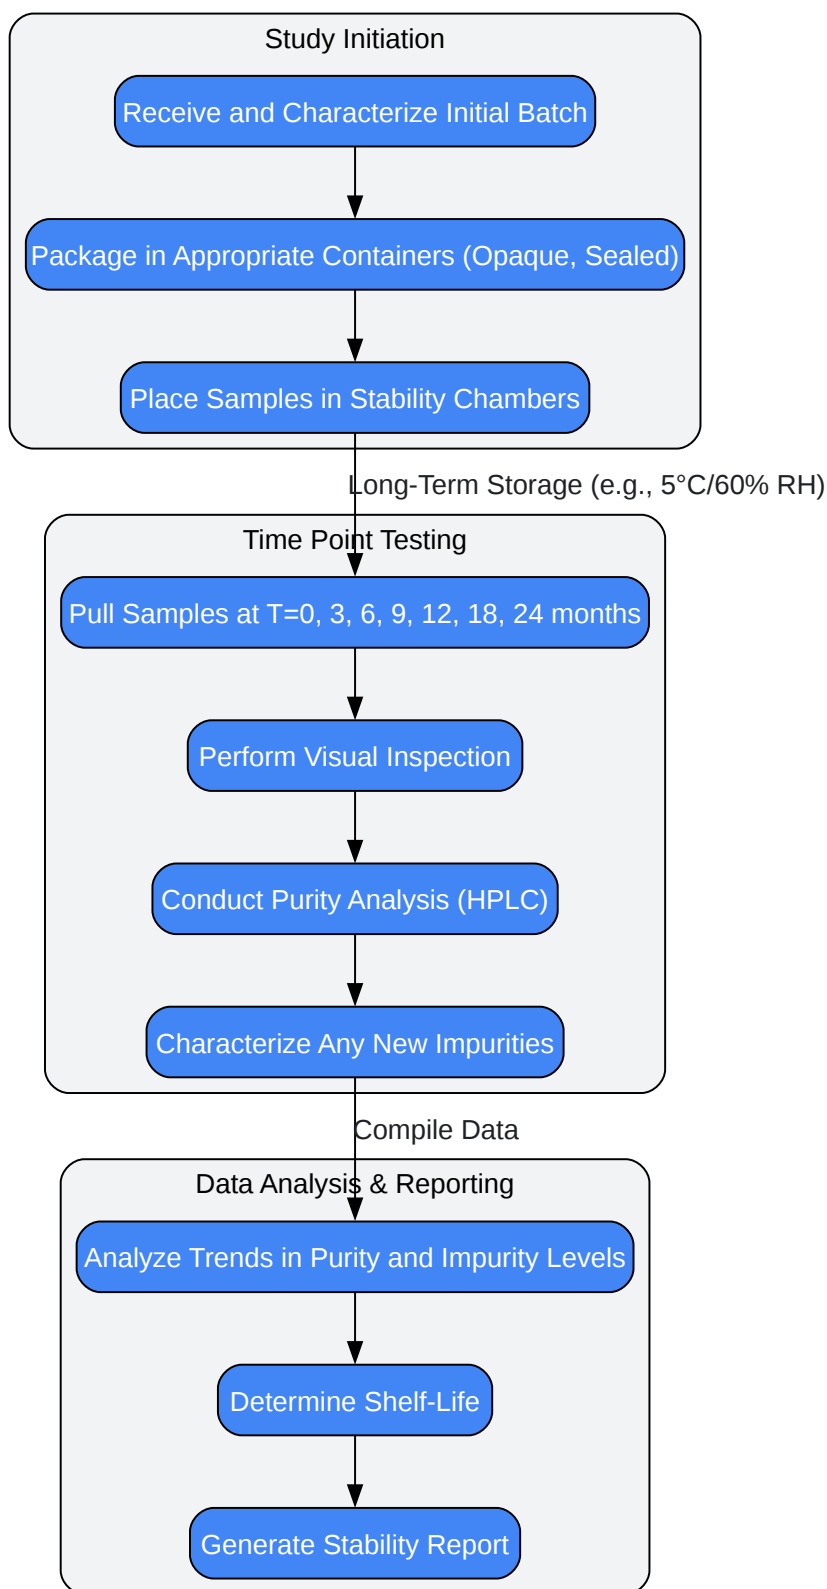 Study Initiation
Receive and Characterize Initial Batch
Package in Appropriate Containers (Opaque, Sealed)
Place Samples in Stability Chambers
Long-Term Storage (e.g., 5°C/60% RH)
Time Point Testing
Pull Samples at T=0, 3, 6, 9, 12, 18, 24 months
Perform Visual Inspection
Conduct Purity Analysis (HPLC)
Characterize Any New Impurities
Compile Data
Data Analysis & Reporting
Analyze Trends in Purity and Impurity Levels
Determine Shelf-Life
Generate Stability Report